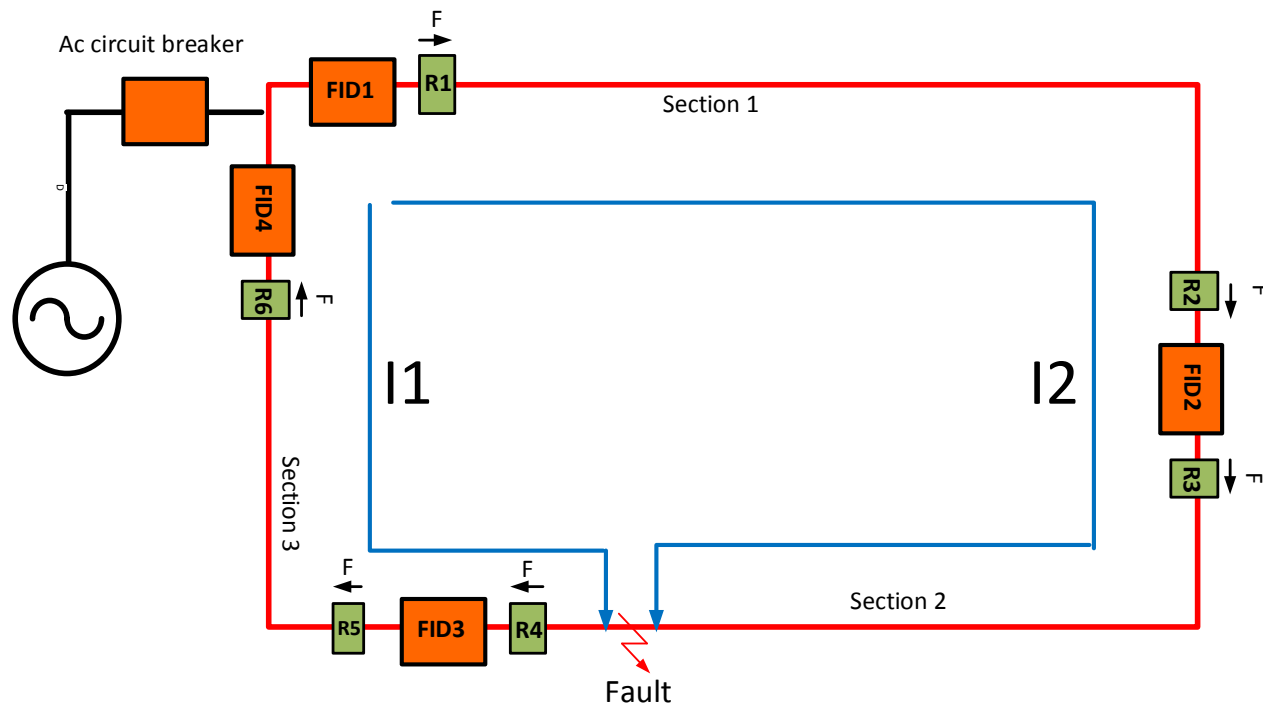 F
Ac circuit breaker
FID1
R1
Section 1
FID4
R6
F
R2
F
I1
I2
FID2
R3
F
Section 3
F
F
R5
FID3
R4
Section 2
Fault